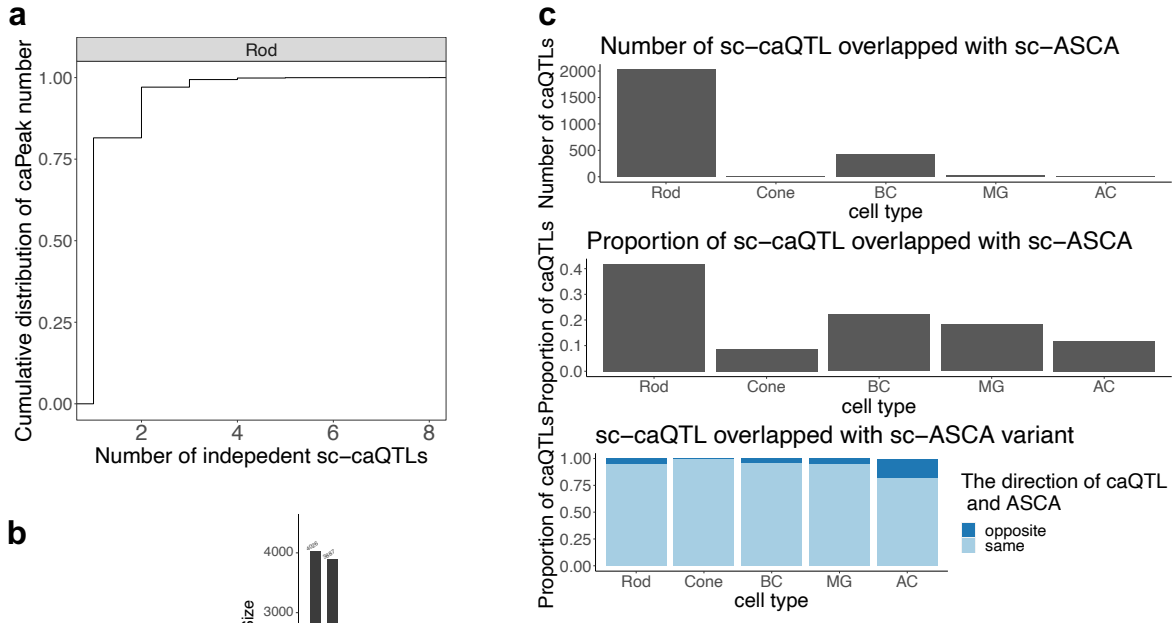 a
Rod
Cumulative distribution of caPeak number
1.00
0.75
0.50
0.25
0.00
2 4 6 8
Number of indepedent sc-caQTLs
b
4000
3000
4026
Size
c
Number of sc-caQTL overlapped with sc-ASCA
Number of caQTLs
2000
1500
1000
500
0
Rod Cone BC MG AC
cell type
Proportion of sc-caQTL overlapped with sc-ASCA
Proportion of caQTLs
0.4
0.3
0.2
0.1
0.0
Rod Cone BC MG AC
cell type
sc-caQTL overlapped with sc-ASCA variant
Proportion of caQTLs
1.00
0.75
0.50
0.25
0.00
Rod Cone BC MG AC
cell type
The direction of caQTL
and ASCA
opposite
same